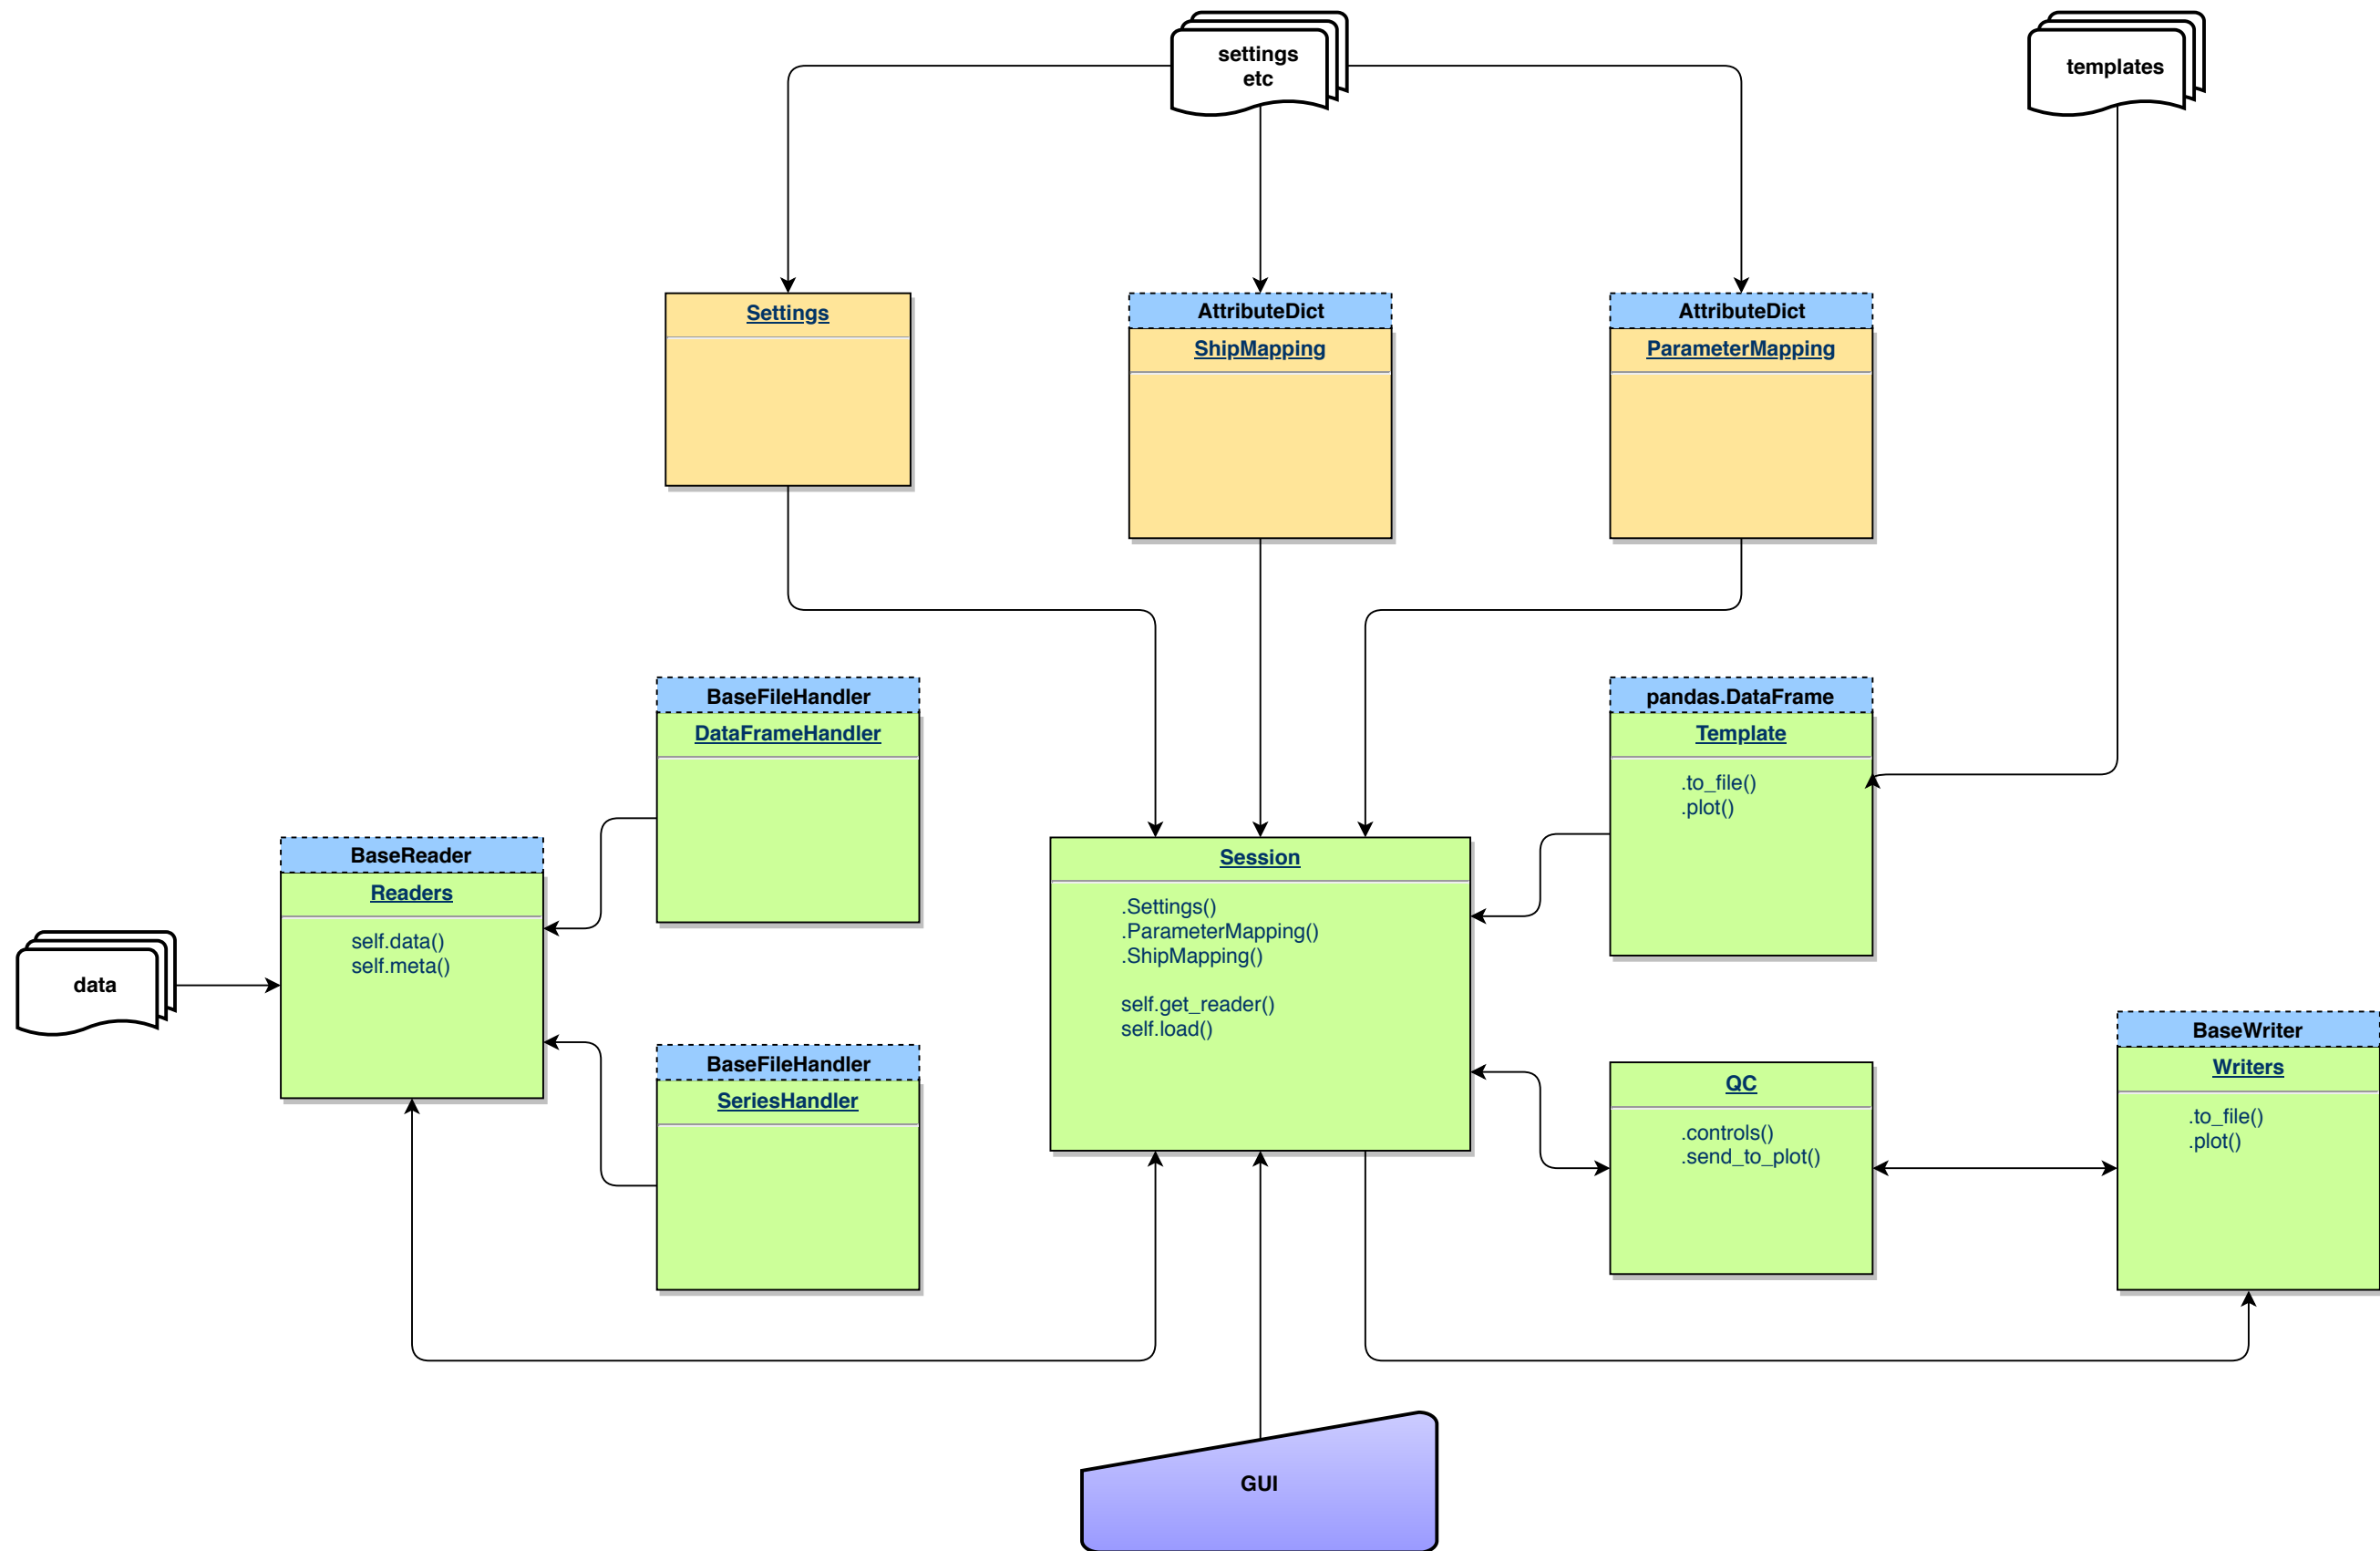 settings
etc
templates
Settings
AttributeDict
ShipMapping
AttributeDict
ParameterMapping
BaseFileHandler
DataFrameHandler
pandas.DataFrame
Template
.to_file()
.plot()
BaseReader
Readers
self.data()
self.meta()
data
Session
.Settings()
.ParameterMapping()
.ShipMapping()
self.get_reader()
self.load()
BaseFileHandler
SeriesHandler
QC
.controls()
.send_to_plot()
BaseWriter
Writers
.to_file()
.plot()
GUI